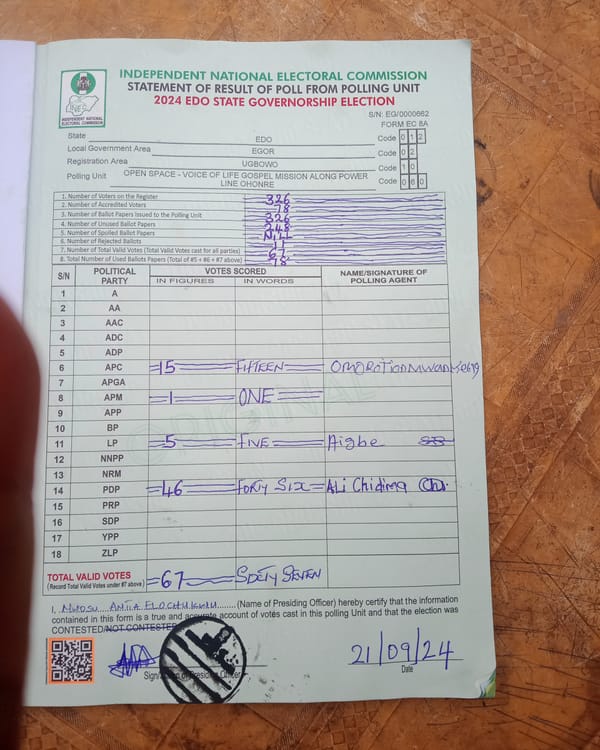 INDEPENDENT NATIONAL ELECTORAL COMMISSION
STATEMENT OF RESULT OF POLL FROM POLLING UNIT
2024 EDO STATE GOVERNORSHIP ELECTION
INDEPENDENT NATIONAL ELECTORAL COMMISSION
S/N: EG/0000662
FORM EC 8A
State EDO Code 0 1 2
Local Government Area EGOR Code 0 2
Registration Area UGBOWO Code 1 0
Polling Unit OPEN SPACE - VOICE OF LIFE GOSPEL MISSION ALONG POWER LINE OHONRE Code 0 6 0
1. Number of Voters on the Register 326
2. Number of Accredited Voters 78
3. Number of Ballot Papers Issued to the Polling Unit 326
4. Number of Unused Ballot Papers 248
5. Number of Spoiled Ballot Papers Nill
6. Number of Rejected Ballots 11
7. Number of Total Valid Votes (Total Valid Votes cast for all parties) 67
8. Total Number of Used Ballots Papers (Total of #5 + #6 + #7 above) 78
S/N POLITICAL PARTY VOTES SCORED NAME/SIGNATURE OF POLLING AGENT
IN FIGURES IN WORDS
1 A
2 AA
3 AAC
4 ADC
5 ADP
6 APC 15 FIFTEEN
7 APGA
8 APM 1 ONE
9 APP
10 BP
11 LP 5 FIVE Aigbe
12 NNPP
13 NRM
14 PDP 46 FORTY SIX ALi Chidima
15 PRP
16 SDP
17 YPP
18 ZLP
TOTAL VALID VOTES 67 SIXTY SEVEN
(Record Total Valid Votes under #7 above)
I, NWOSU (Name of Presiding Officer) hereby certify that the information
contained in this form is a true and accurate account of votes cast in this polling Unit and that the election was
CONTESTED/NOT CONTESTED
21/09/24
Date